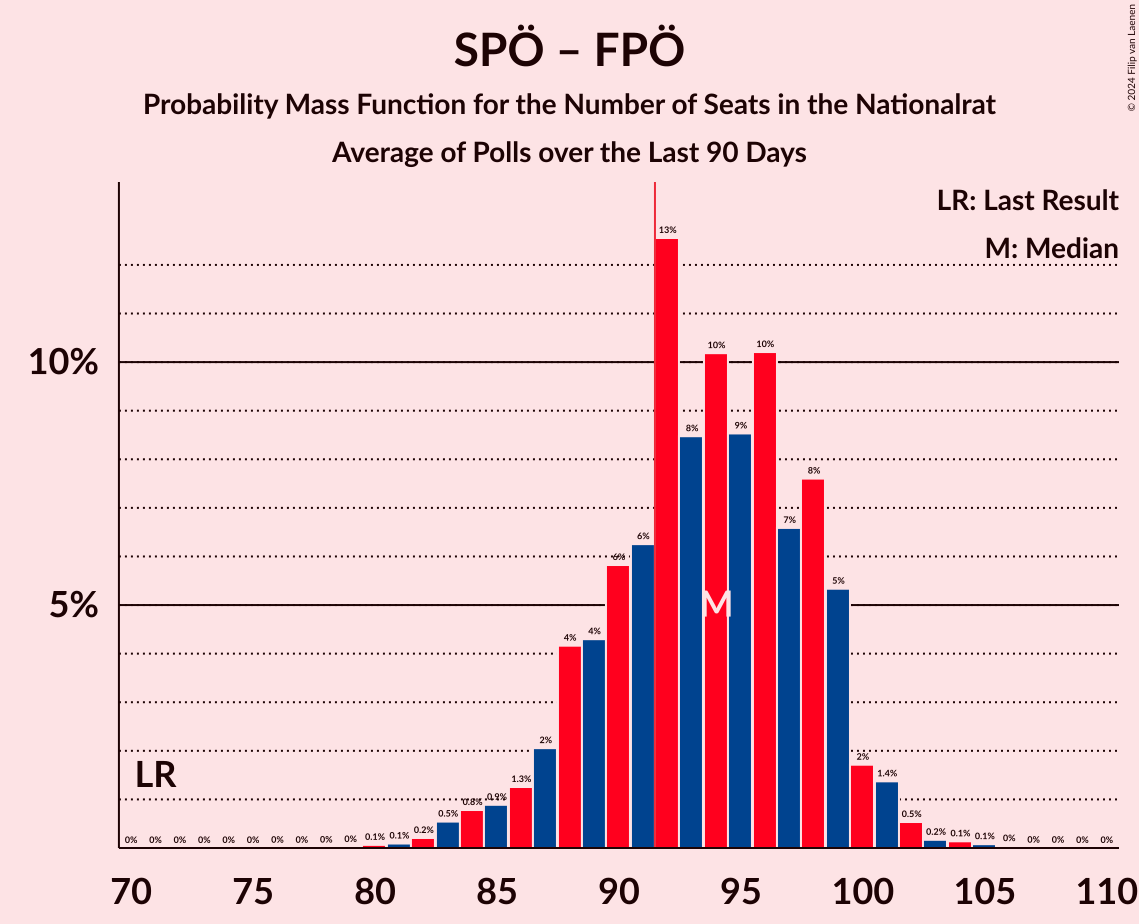 SPÖ – FPÖ
Probability Mass Function for the Number of Seats in the Nationalrat
Average of Polls over the Last 90 Days
© 2024 Filip van Laenen
LR: Last Result
M: Median
10%
5%
LR
M
0% 0% 0% 0% 0% 0% 0% 0% 0% 0% 0.1% 0.1% 0.2% 0.5% 0.8% 0.9% 1.3% 2% 4% 4% 6% 6% 13% 8% 10% 9% 10% 7% 8% 5% 2% 1.4% 0.5% 0.2% 0.1% 0.1% 0% 0% 0% 0% 0%
70 75 80 85 90 95 100 105 110